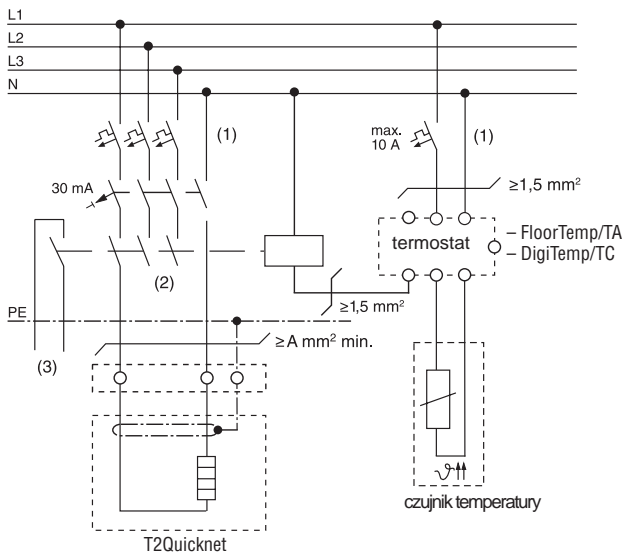 L1
L2
L3
N
(1)
max.
10 A
(1)
30 mA
≥1,5 mm²
termostat
– FloorTemp/TA
– DigiTemp/TC
(2)
≥1,5 mm²
PE
≥A mm² min.
(3)
ϑ
czujnik temperatury
T2Quicknet